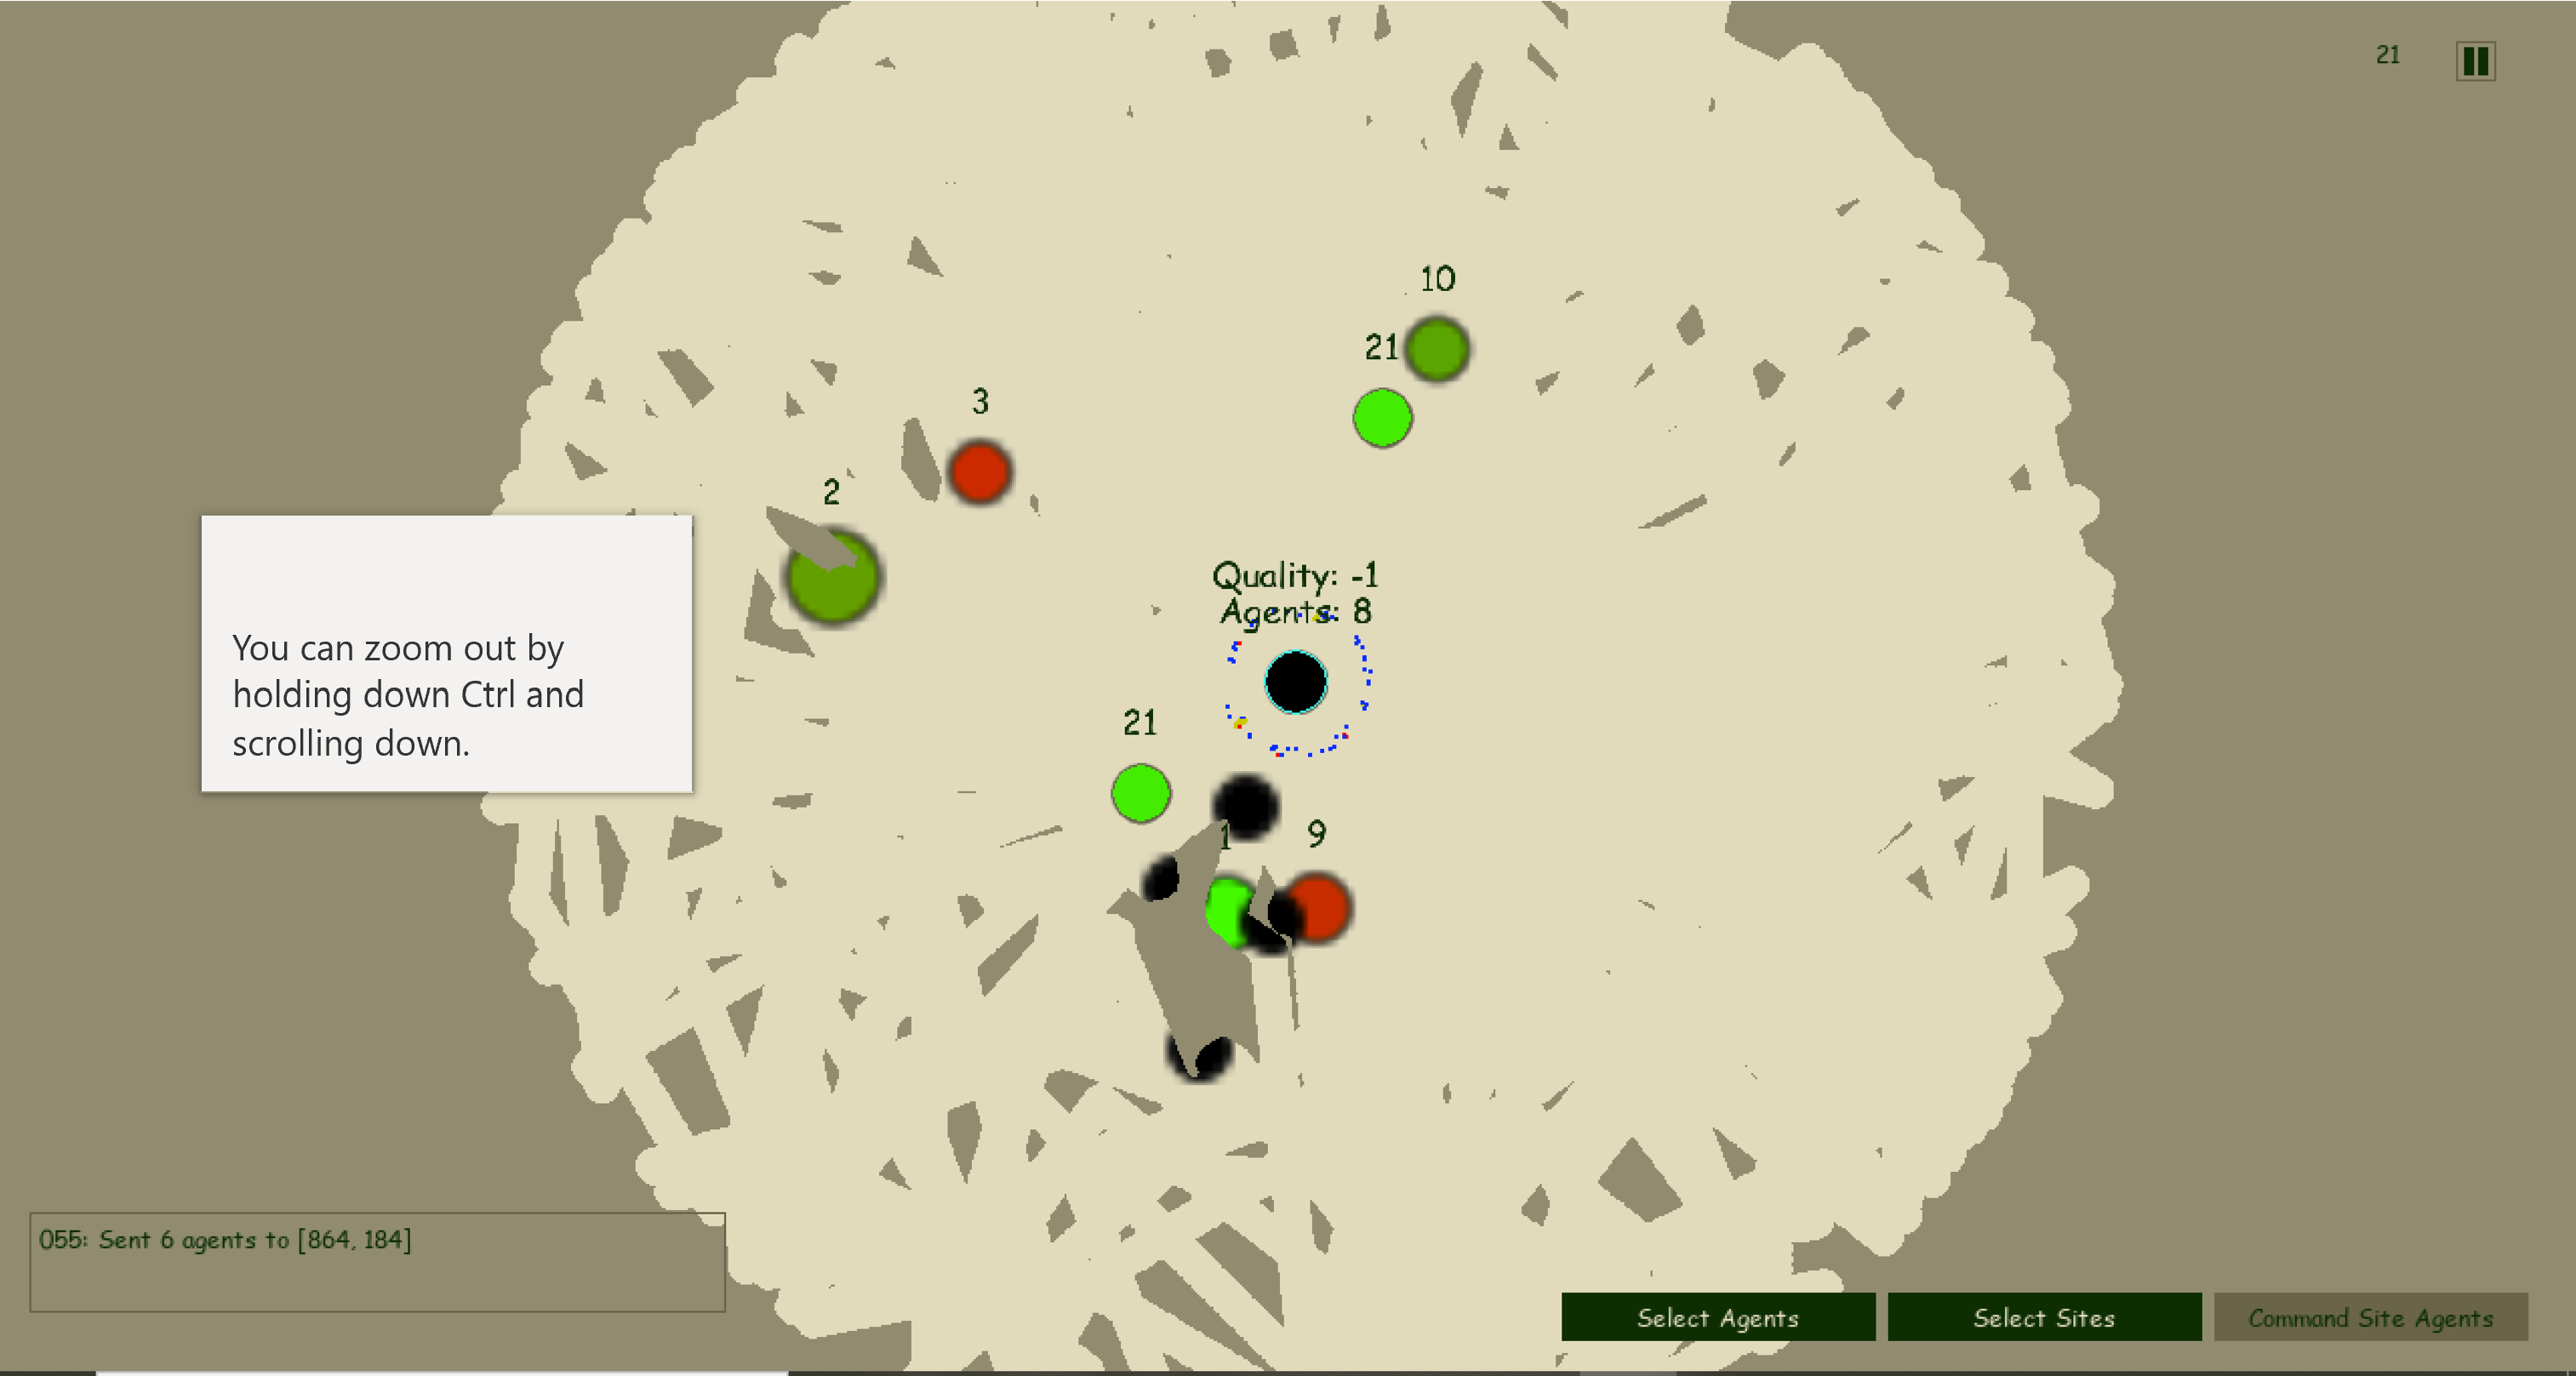 21
10
21
3
2
Quality: -1
Agents: 8
You can zoom out by
holding down Ctrl and
scrolling down.
21
1
9
055: Sent 6 agents to [864, 184]
Select Agents
Select Sites
Command Site Agents